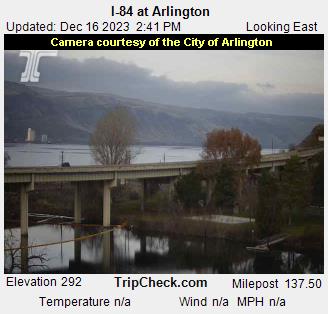 I-84 at Arlington
Updated: Dec 16 2023 2:41 PM Looking East
Camera courtesy of the City of Arlington
Elevation 292 TripCheck.com Milepost 137.50
Temperature n/a Wind n/a MPH n/a